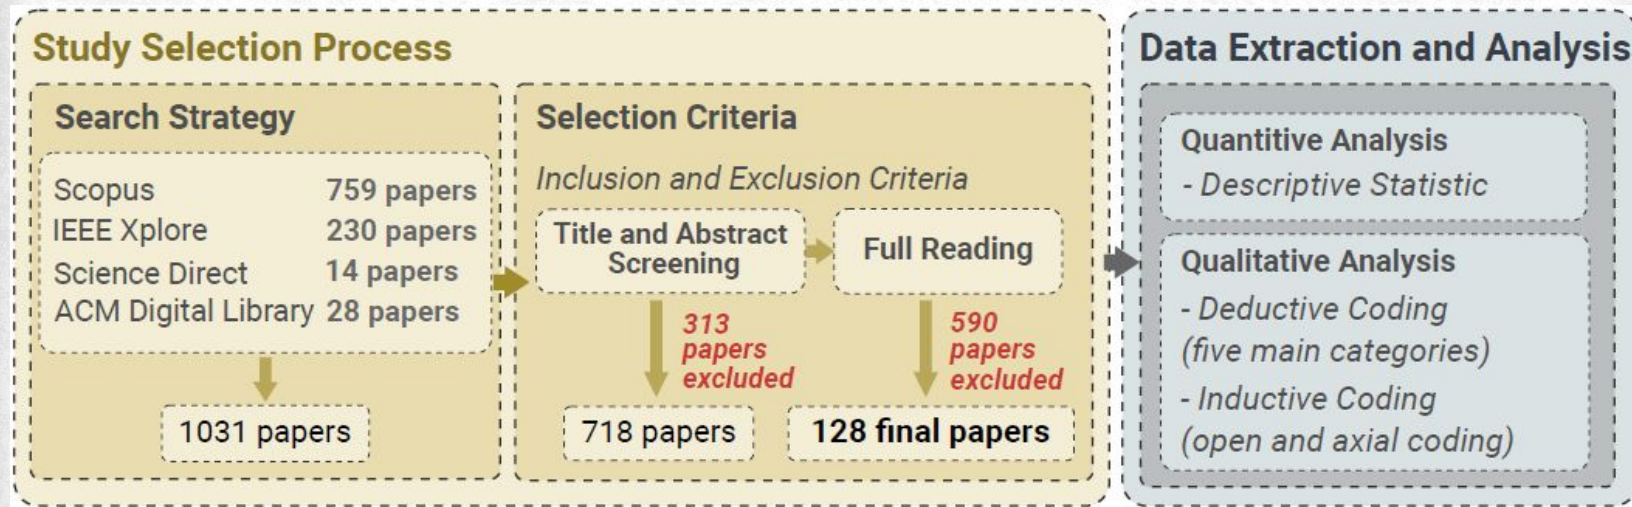 Study Selection Process
Search Strategy
Scopus 759 papers
IEEE Xplore 230 papers
Science Direct 14 papers
ACM Digital Library 28 papers
1031 papers
Selection Criteria
Inclusion and Exclusion Criteria
Title and Abstract
Screening
Full Reading
313
papers
excluded
590
papers
excluded
718 papers
128 final papers
Data Extraction and Analysis
Quantitive Analysis
- Descriptive Statistic
Qualitative Analysis
- Deductive Coding
(five main categories)
- Inductive Coding
(open and axial coding)